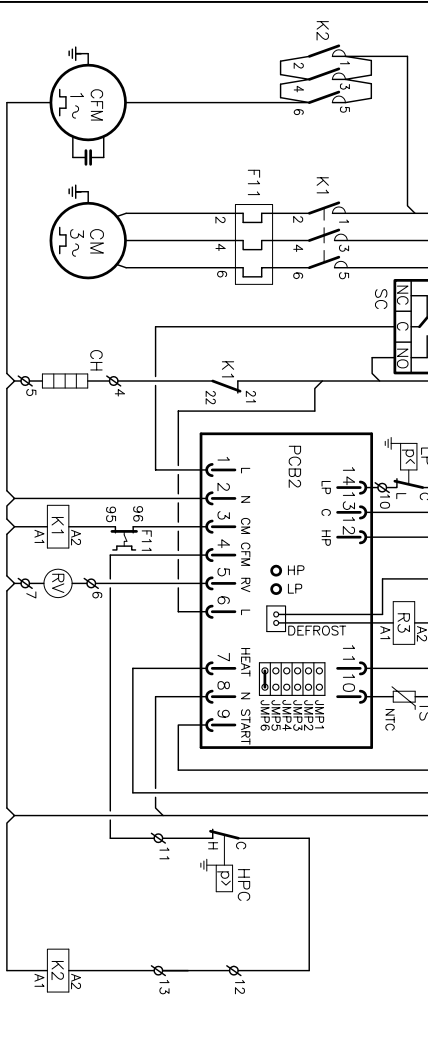 K2
1
3
5
2
4
6
CFM
1~
K1
1
3
5
2
4
6
F11
2
4
6
CM
3~
NC
C
NO
SC
K1
21
22
CH
4
5
LP
p<
C
L
10
PCB2
14
13
12
11
10
LP
C
HP
HP
LP
DEFROST
R3
A2
A1
NTC
JMP1
JMP2
JMP3
JMP4
JMP5
JMP6
1 L
2 N
3 CM
4 CFM
5 RV
6 L
7 HEAT
8 N
9 START
F11
96
95
K1
A2
A1
RV
6
7
HPC
p>
C
H
11
12
13
K2
A2
A1